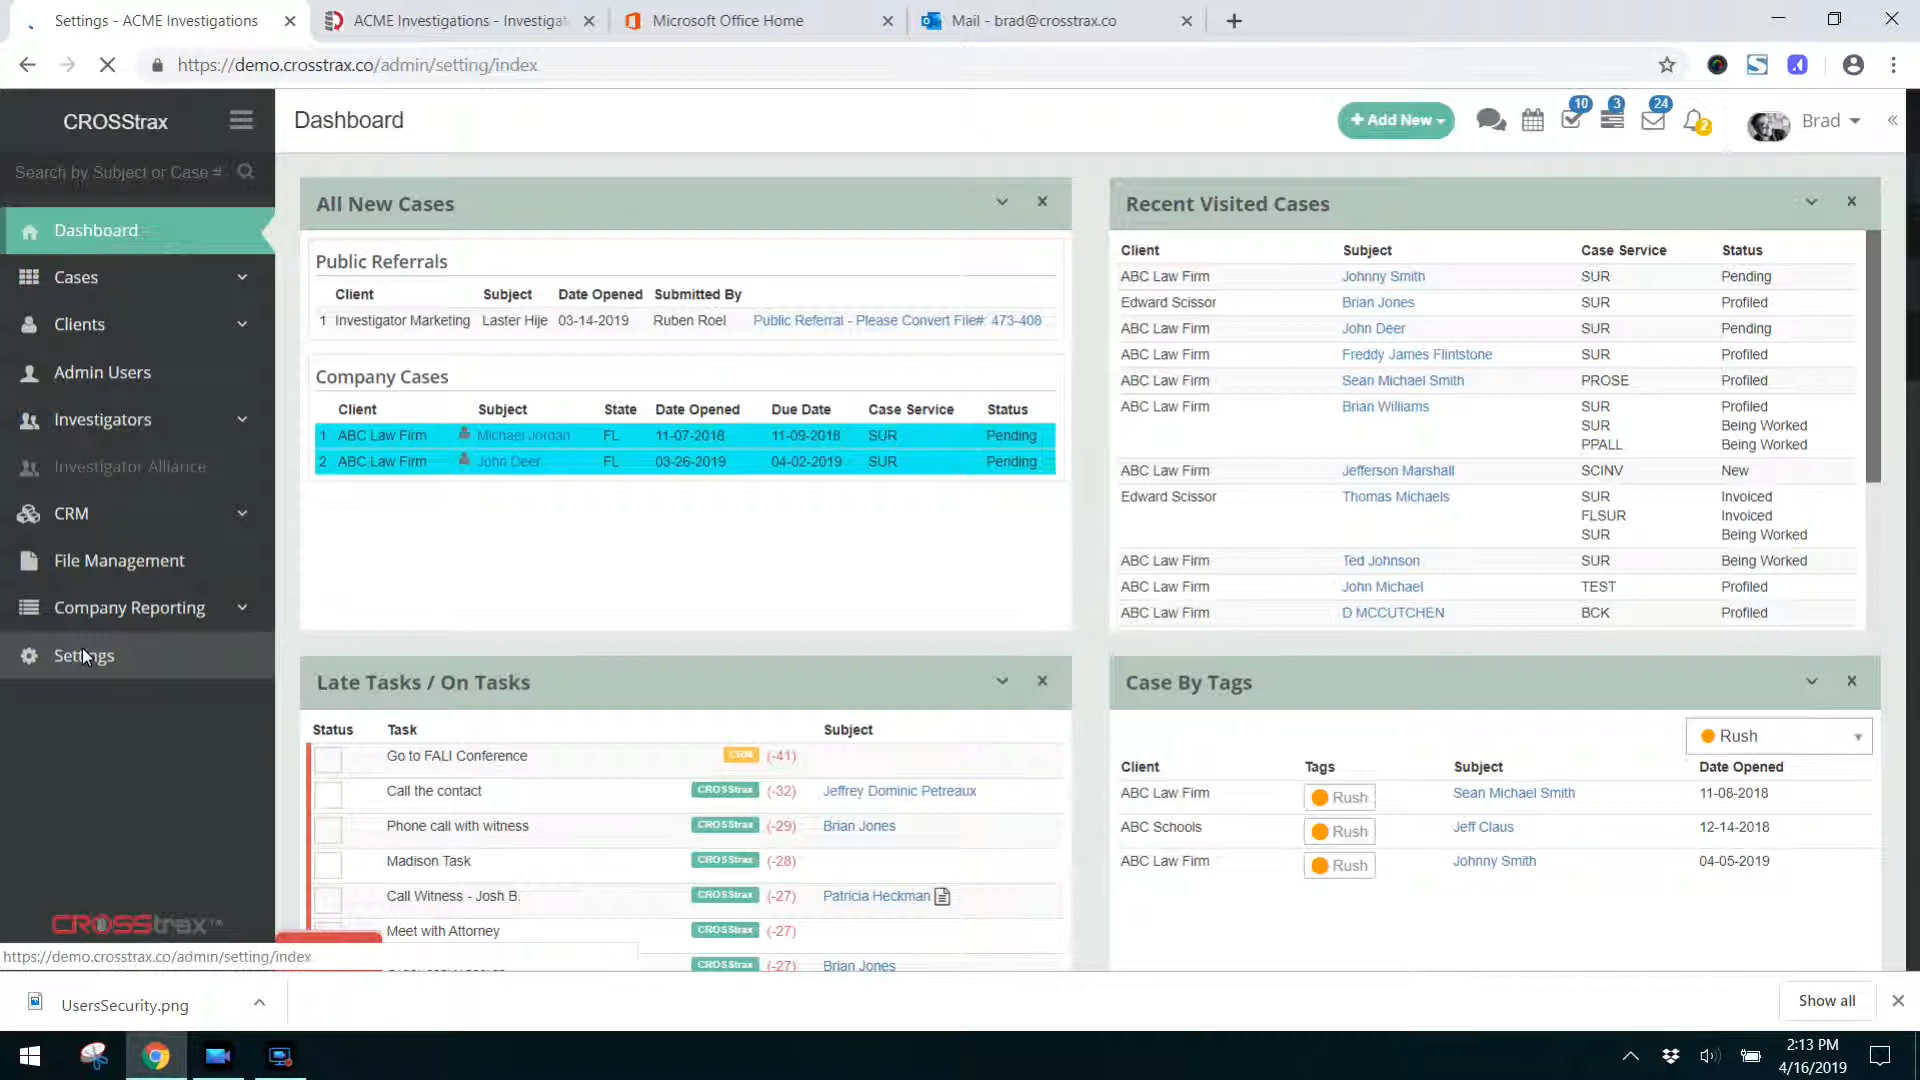 Settings - ACME Investigations
ACME Investigations - Investigat
Microsoft Office Home
Mail - brad@crosstrax.co
https://demo.crosstrax.co/admin/setting/index
CROSStrax
Dashboard
+ Add New
10
3
24
2
Brad
Search by Subject or Case #
Dashboard
Cases
Clients
Admin Users
Investigators
Investigator Alliance
CRM
File Management
Company Reporting
Settings
CROSStrax™
All New Cases
Public Referrals
Client Subject Date Opened Submitted By
1 Investigator Marketing Laster Hije 03-14-2019 Ruben Roel Public Referral - Please Convert File#: 473-408
Company Cases
Client Subject State Date Opened Due Date Case Service Status
1 ABC Law Firm Michael Jordan FL 11-07-2018 11-09-2018 SUR Pending
2 ABC Law Firm John Deer FL 03-26-2019 04-02-2019 SUR Pending
Recent Visited Cases
Client Subject Case Service Status
ABC Law Firm Johnny Smith SUR Pending
Edward Scissor Brian Jones SUR Profiled
ABC Law Firm John Deer SUR Pending
ABC Law Firm Freddy James Flintstone SUR Profiled
ABC Law Firm Sean Michael Smith PROSE Profiled
ABC Law Firm Brian Williams SUR Profiled
SUR Being Worked
PPALL Being Worked
ABC Law Firm Jefferson Marshall SCINV New
Edward Scissor Thomas Michaels SUR Invoiced
FLSUR Invoiced
SUR Being Worked
ABC Law Firm Ted Johnson SUR Being Worked
ABC Law Firm John Michael TEST Profiled
ABC Law Firm D MCCUTCHEN BCK Profiled
Late Tasks / On Tasks
Status Task Subject
Go to FALI Conference CRM (-41)
Call the contact CROSStrax (-32) Jeffrey Dominic Petreaux
Phone call with witness CROSStrax (-29) Brian Jones
Madison Task CROSStrax (-28)
Call Witness - Josh B. CROSStrax (-27) Patricia Heckman
Meet with Attorney CROSStrax (-27)
CROSStrax (-27) Brian Jones
Case By Tags
Rush
Client Tags Subject Date Opened
ABC Law Firm Rush Sean Michael Smith 11-08-2018
ABC Schools Rush Jeff Claus 12-14-2018
ABC Law Firm Rush Johnny Smith 04-05-2019
https://demo.crosstrax.co/admin/setting/index
UsersSecurity.png
Show all
2:13 PM
4/16/2019